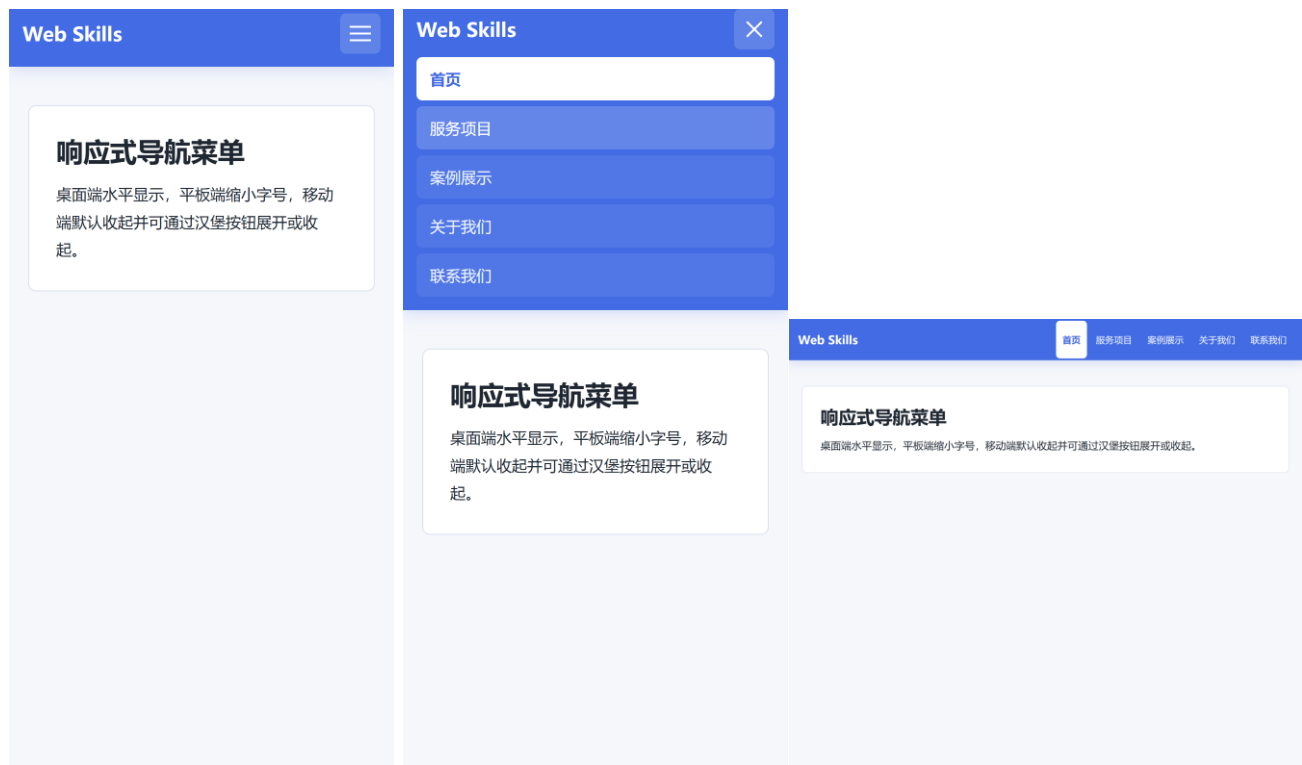 Web Skills
响应式导航菜单
桌面端水平显示，平板端缩小字号，移动
端默认收起并可通过汉堡按钮展开或收
起。
Web Skills
首页
服务项目
案例展示
关于我们
联系我们
响应式导航菜单
桌面端水平显示，平板端缩小字号，移动
端默认收起并可通过汉堡按钮展开或收
起。
Web Skills
首页
服务项目
案例展示
关于我们
联系我们
响应式导航菜单
桌面端水平显示，平板端缩小字号，移动端默认收起并可通过汉堡按钮展开或收起。